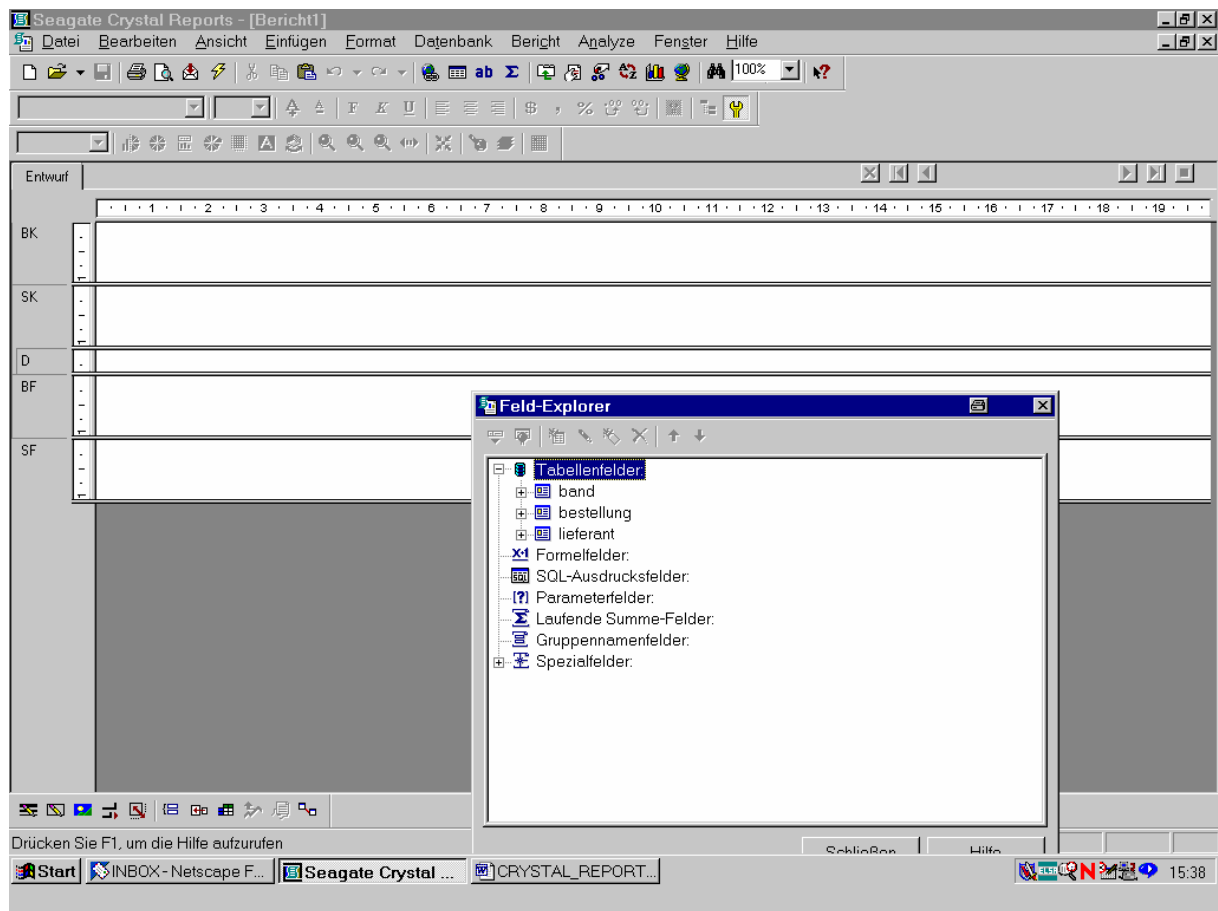 Seagate Crystal Reports - [Bericht1]
Datei Bearbeiten Ansicht Einfügen Format Datenbank Bericht Analyze Fenster Hilfe
ab Σ 100%
F K U $ , %
A
Entwurf
1 2 3 4 5 6 7 8 9 10 11 12 13 14 15 16 17 18 19
BK
SK
D
BF
SF
Feld-Explorer
Tabellenfelder:
band
bestellung
lieferant
Formelfelder:
SQL-Ausdrucksfelder:
Parameterfelder:
Laufende Summe-Felder:
Gruppennamenfelder:
Spezialfelder:
Schließen Hilfe
Drücken Sie F1, um die Hilfe aufzurufen
Start INBOX - Netscape F... Seagate Crystal ... CRYSTAL_REPORT... 15:38